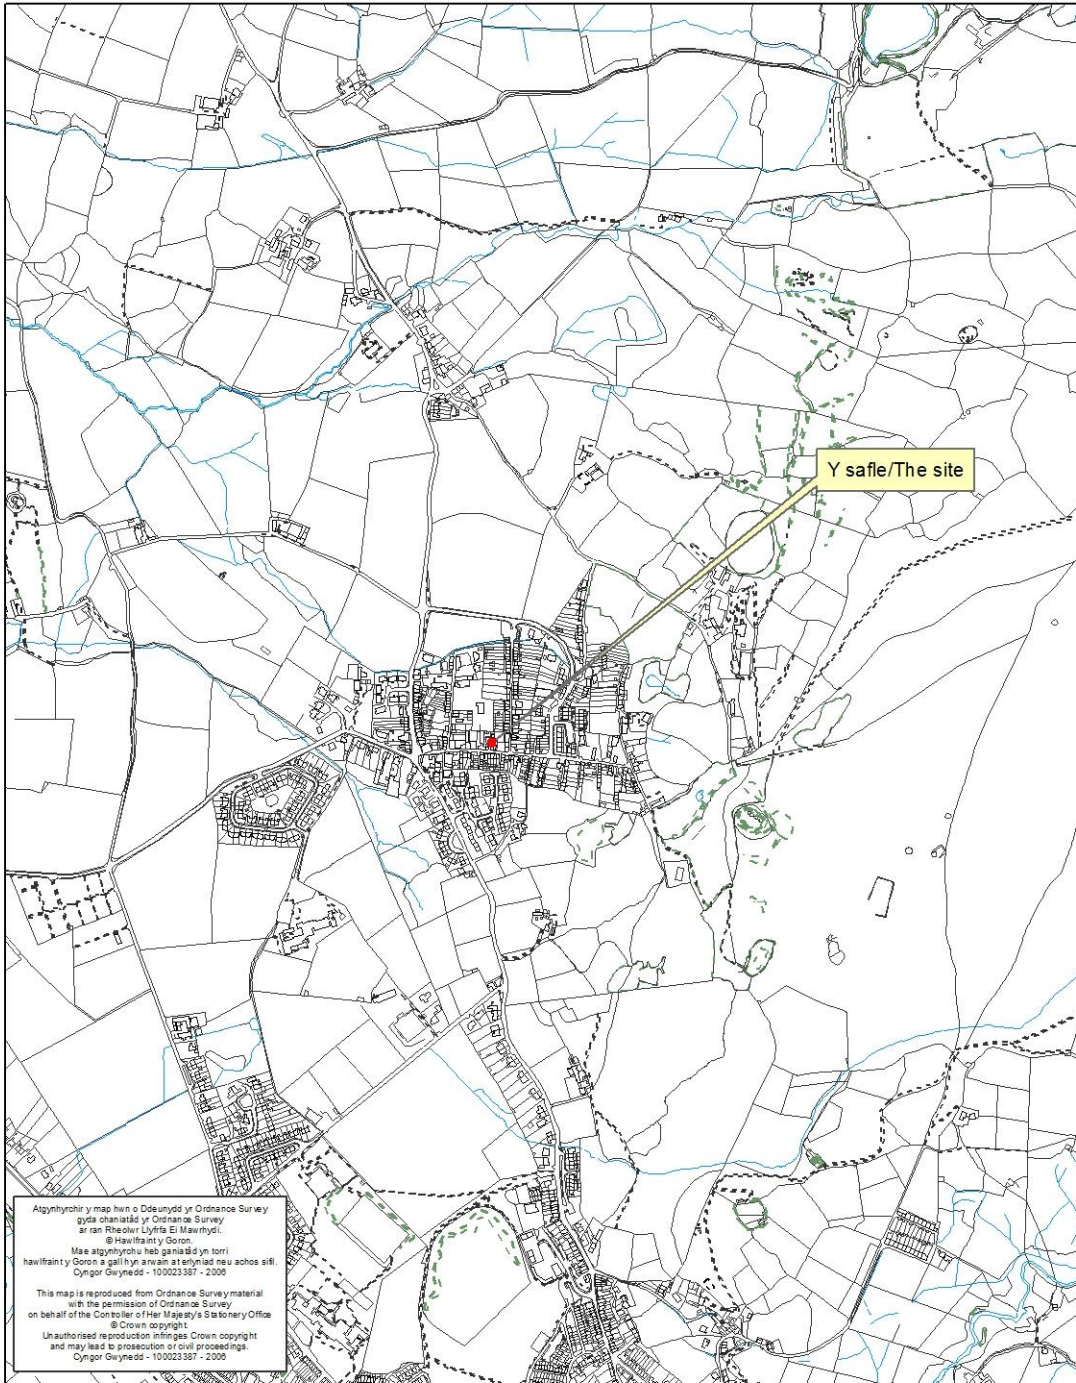 Y safle/The site
Atgynhyrchir y map hwn o Ddeunydd yr Ordnance Survey
gyda chaniatâd yr Ordnance Survey
ar ran Rheolwr Llyfrfa Ei Mawrhydi.
© Hawlfraint y Goron.
Mae atgynhyrchu heb ganiatâd yn torri
hawlfraint y Goron a gall hyn arwain at erlyniad neu achos sifil.
Cyngor Gwynedd - 100023387 - 2006
This map is reproduced from Ordnance Survey material
with the permission of Ordnance Survey
on behalf of the Controller of Her Majesty's Stationery Office
© Crown copyright.
Unauthorised reproduction infringes Crown copyright
and may lead to prosecution or civil proceedings.
Cyngor Gwynedd - 100023387 - 2006